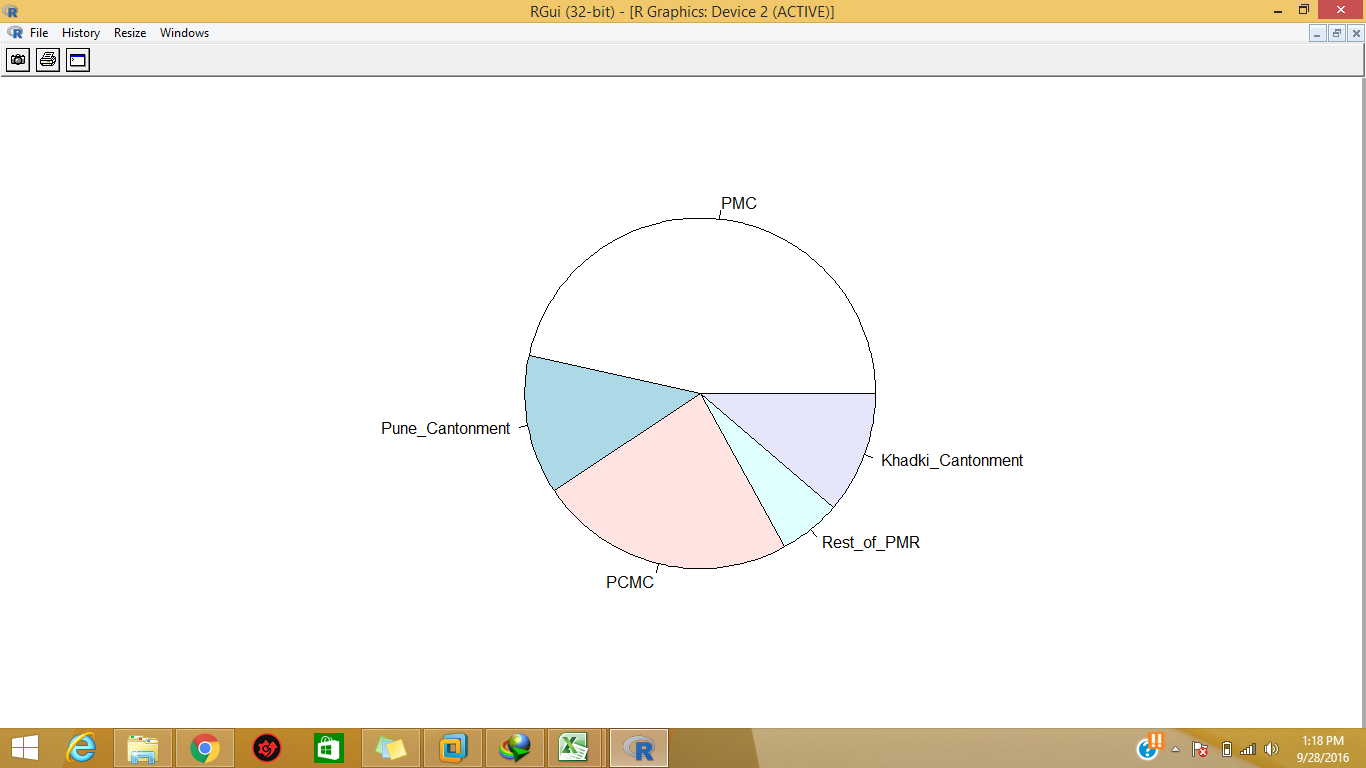 RGui (32-bit) - [R Graphics: Device 2 (ACTIVE)]
File History Resize Windows
PMC
Pune_Cantonment
Khadki_Cantonment
Rest_of_PMR
PCMC
1:18 PM
9/28/2016